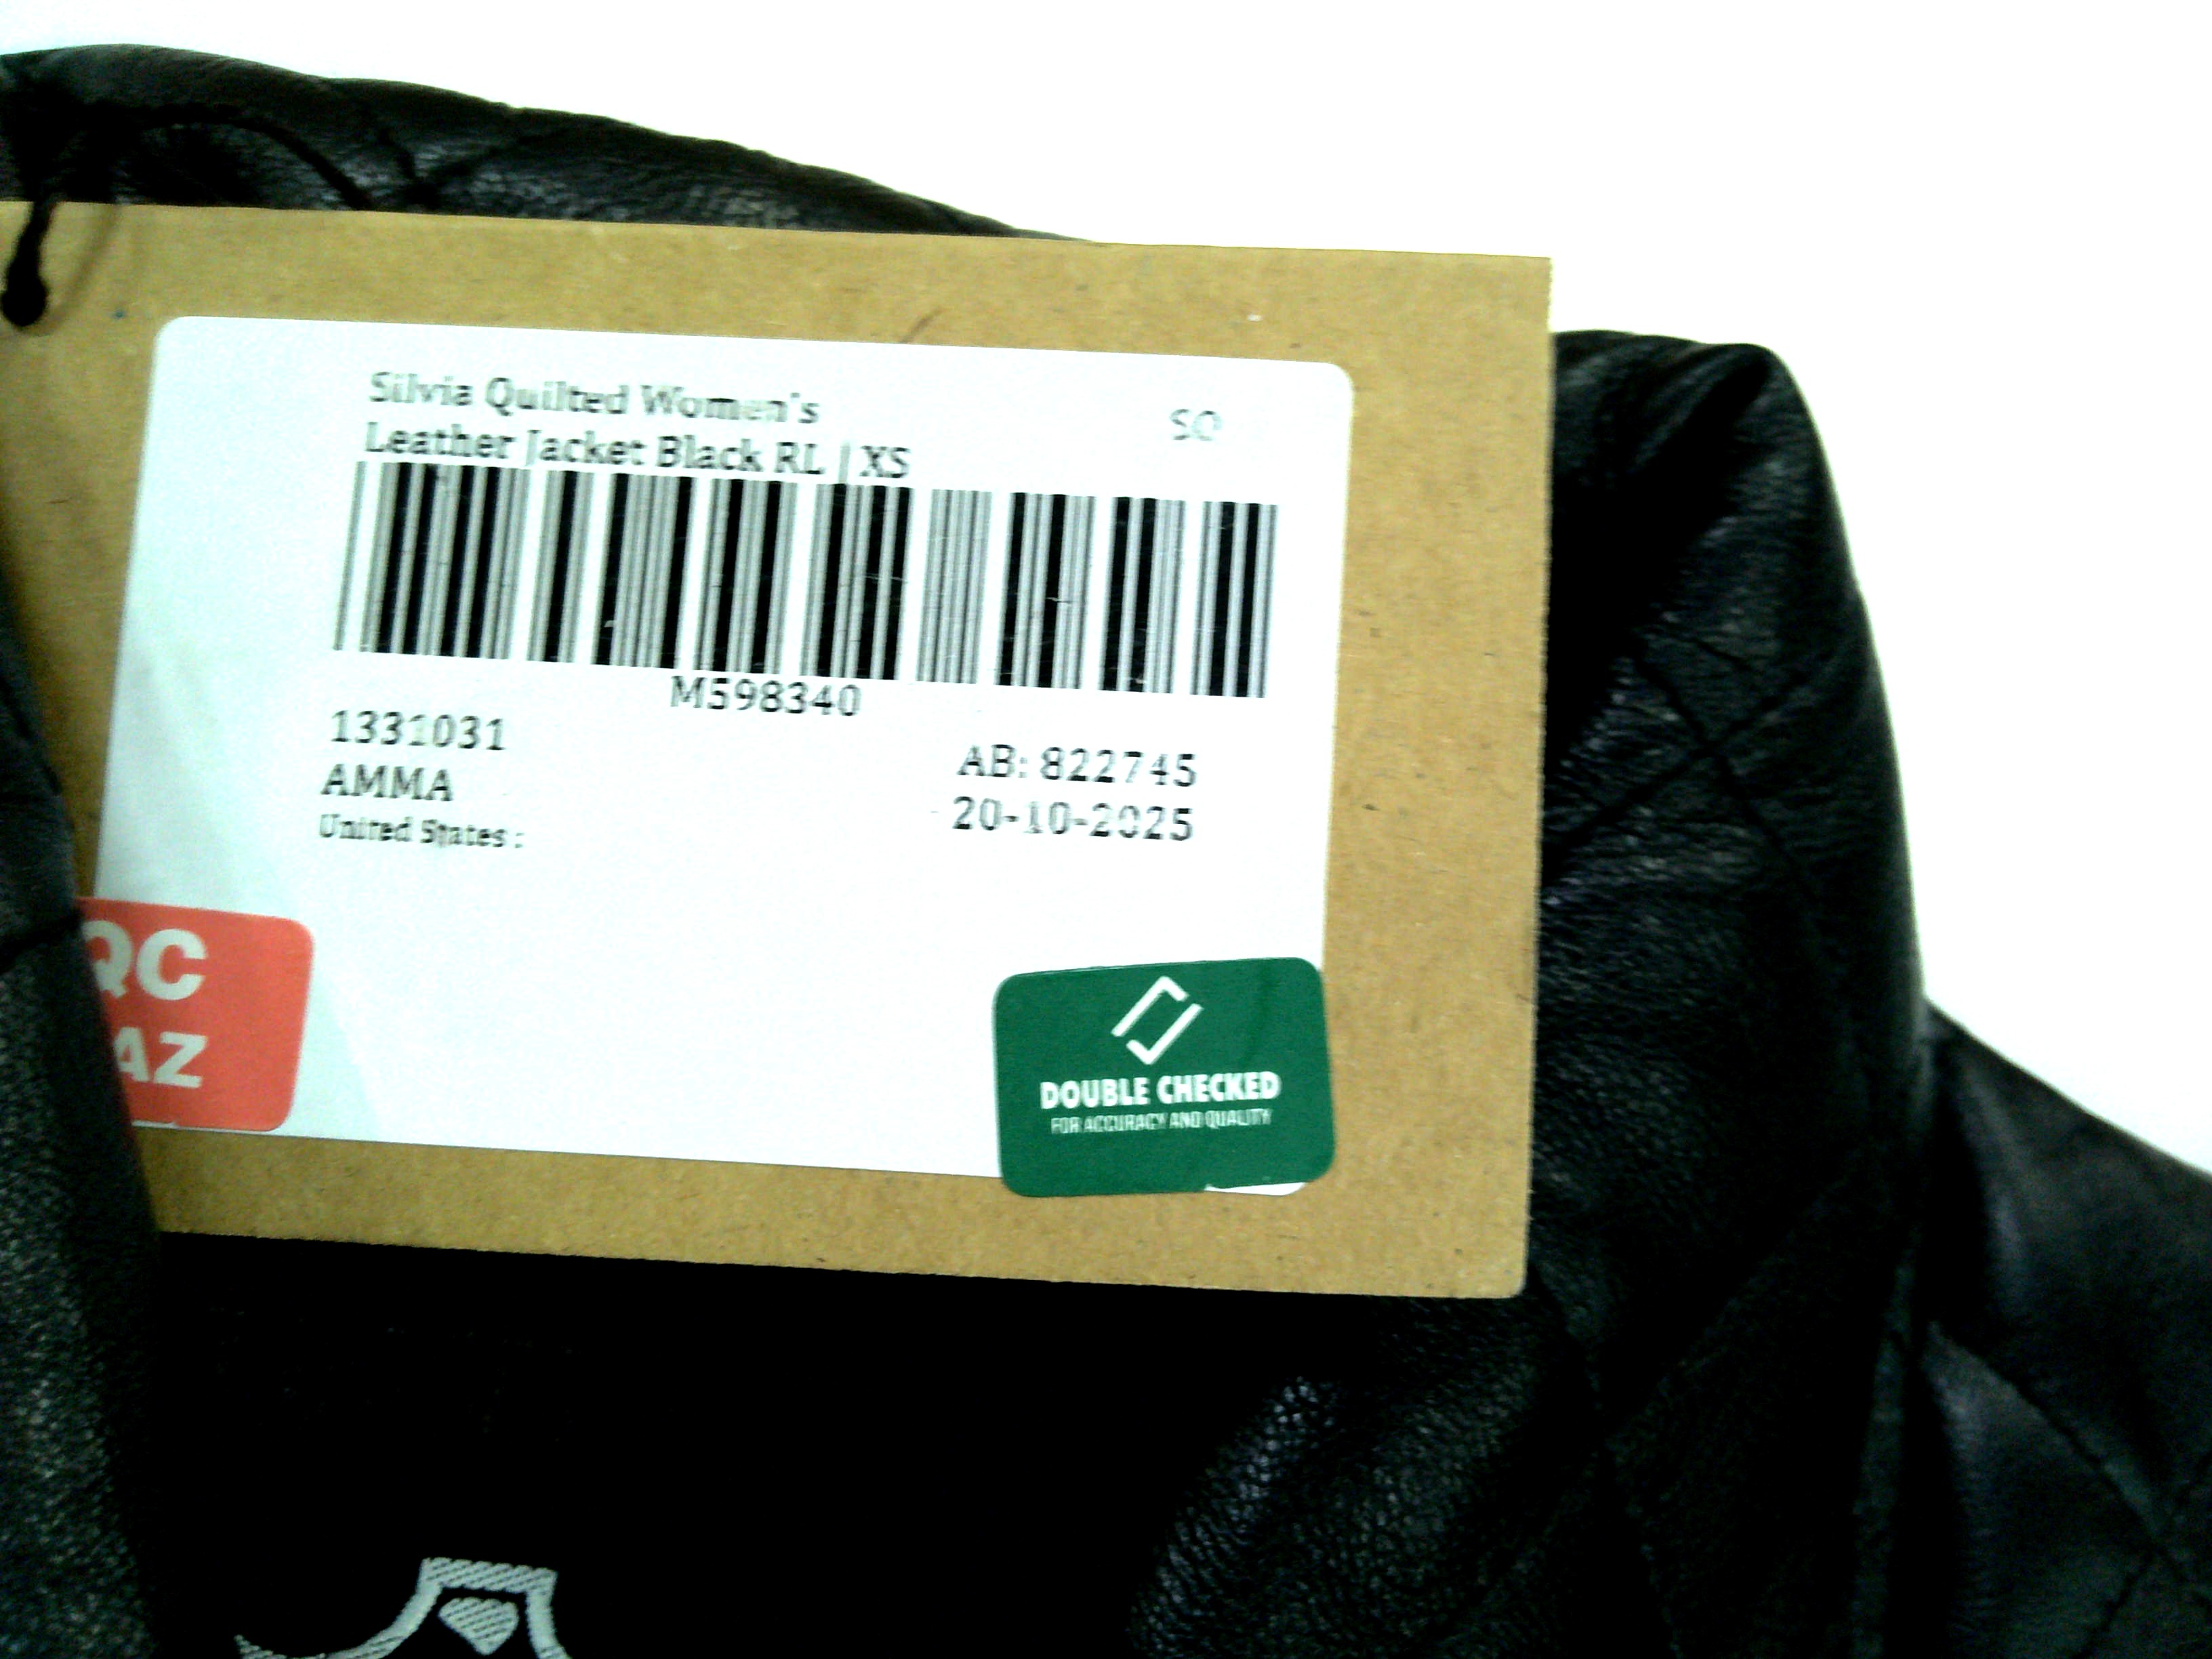 Silvia Quilted Women's
SO
Leather Jacket Black RL | XS
M598340
1331031
AB: 822745
AMMA
20-10-2025
United States :
QC
AZ
DOUBLE CHECKED
FOR ACCURACY AND QUALITY